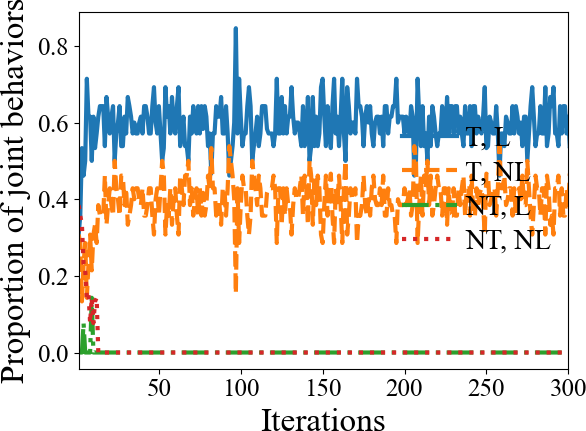 Proportion of joint behaviors
0.8
0.6
0.4
0.2
0.0
T, L
T, NL
NT, L
NT, NL
50
100
150
200
250
300
Iterations